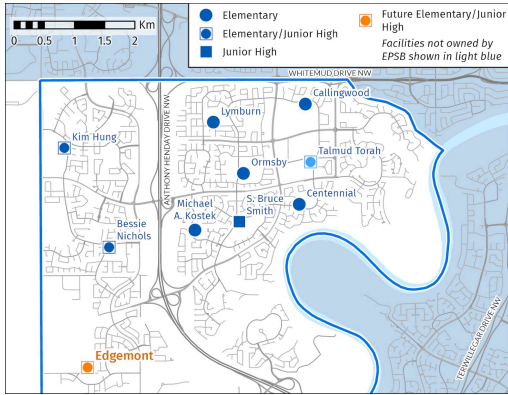 Km
0 0.5 1 1.5 2
Elementary
Elementary/Junior High
Junior High
Future Elementary/Junior
High
Facilities not owned by
EPSB shown in light blue
WHITEMUD DRIVE NW
Callingwood
Lymburn
Kim Hung
ANTHONY HENDAY DRIVE NW
Talmud Torah
Ormsby
Michael
A. Kostek
S. Bruce
Smith
Centennial
Bessie
Nichols
TERWILLEGAR DRIVE NW
Edgemont